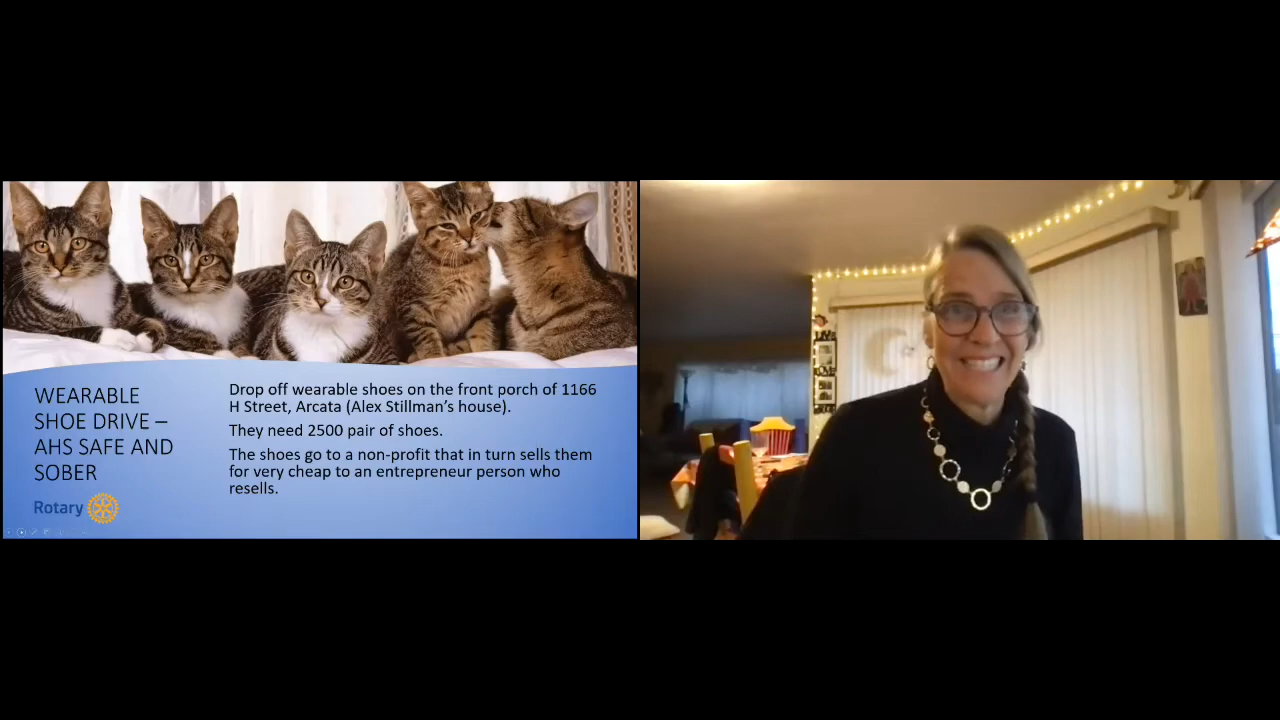 WEARABLE
SHOE DRIVE –
AHS SAFE AND
SOBER
Rotary
Drop off wearable shoes on the front porch of 1166
H Street, Arcata (Alex Stillman's house).
They need 2500 pair of shoes.
The shoes go to a non-profit that in turn sells them
for very cheap to an entrepreneur person who
resells.